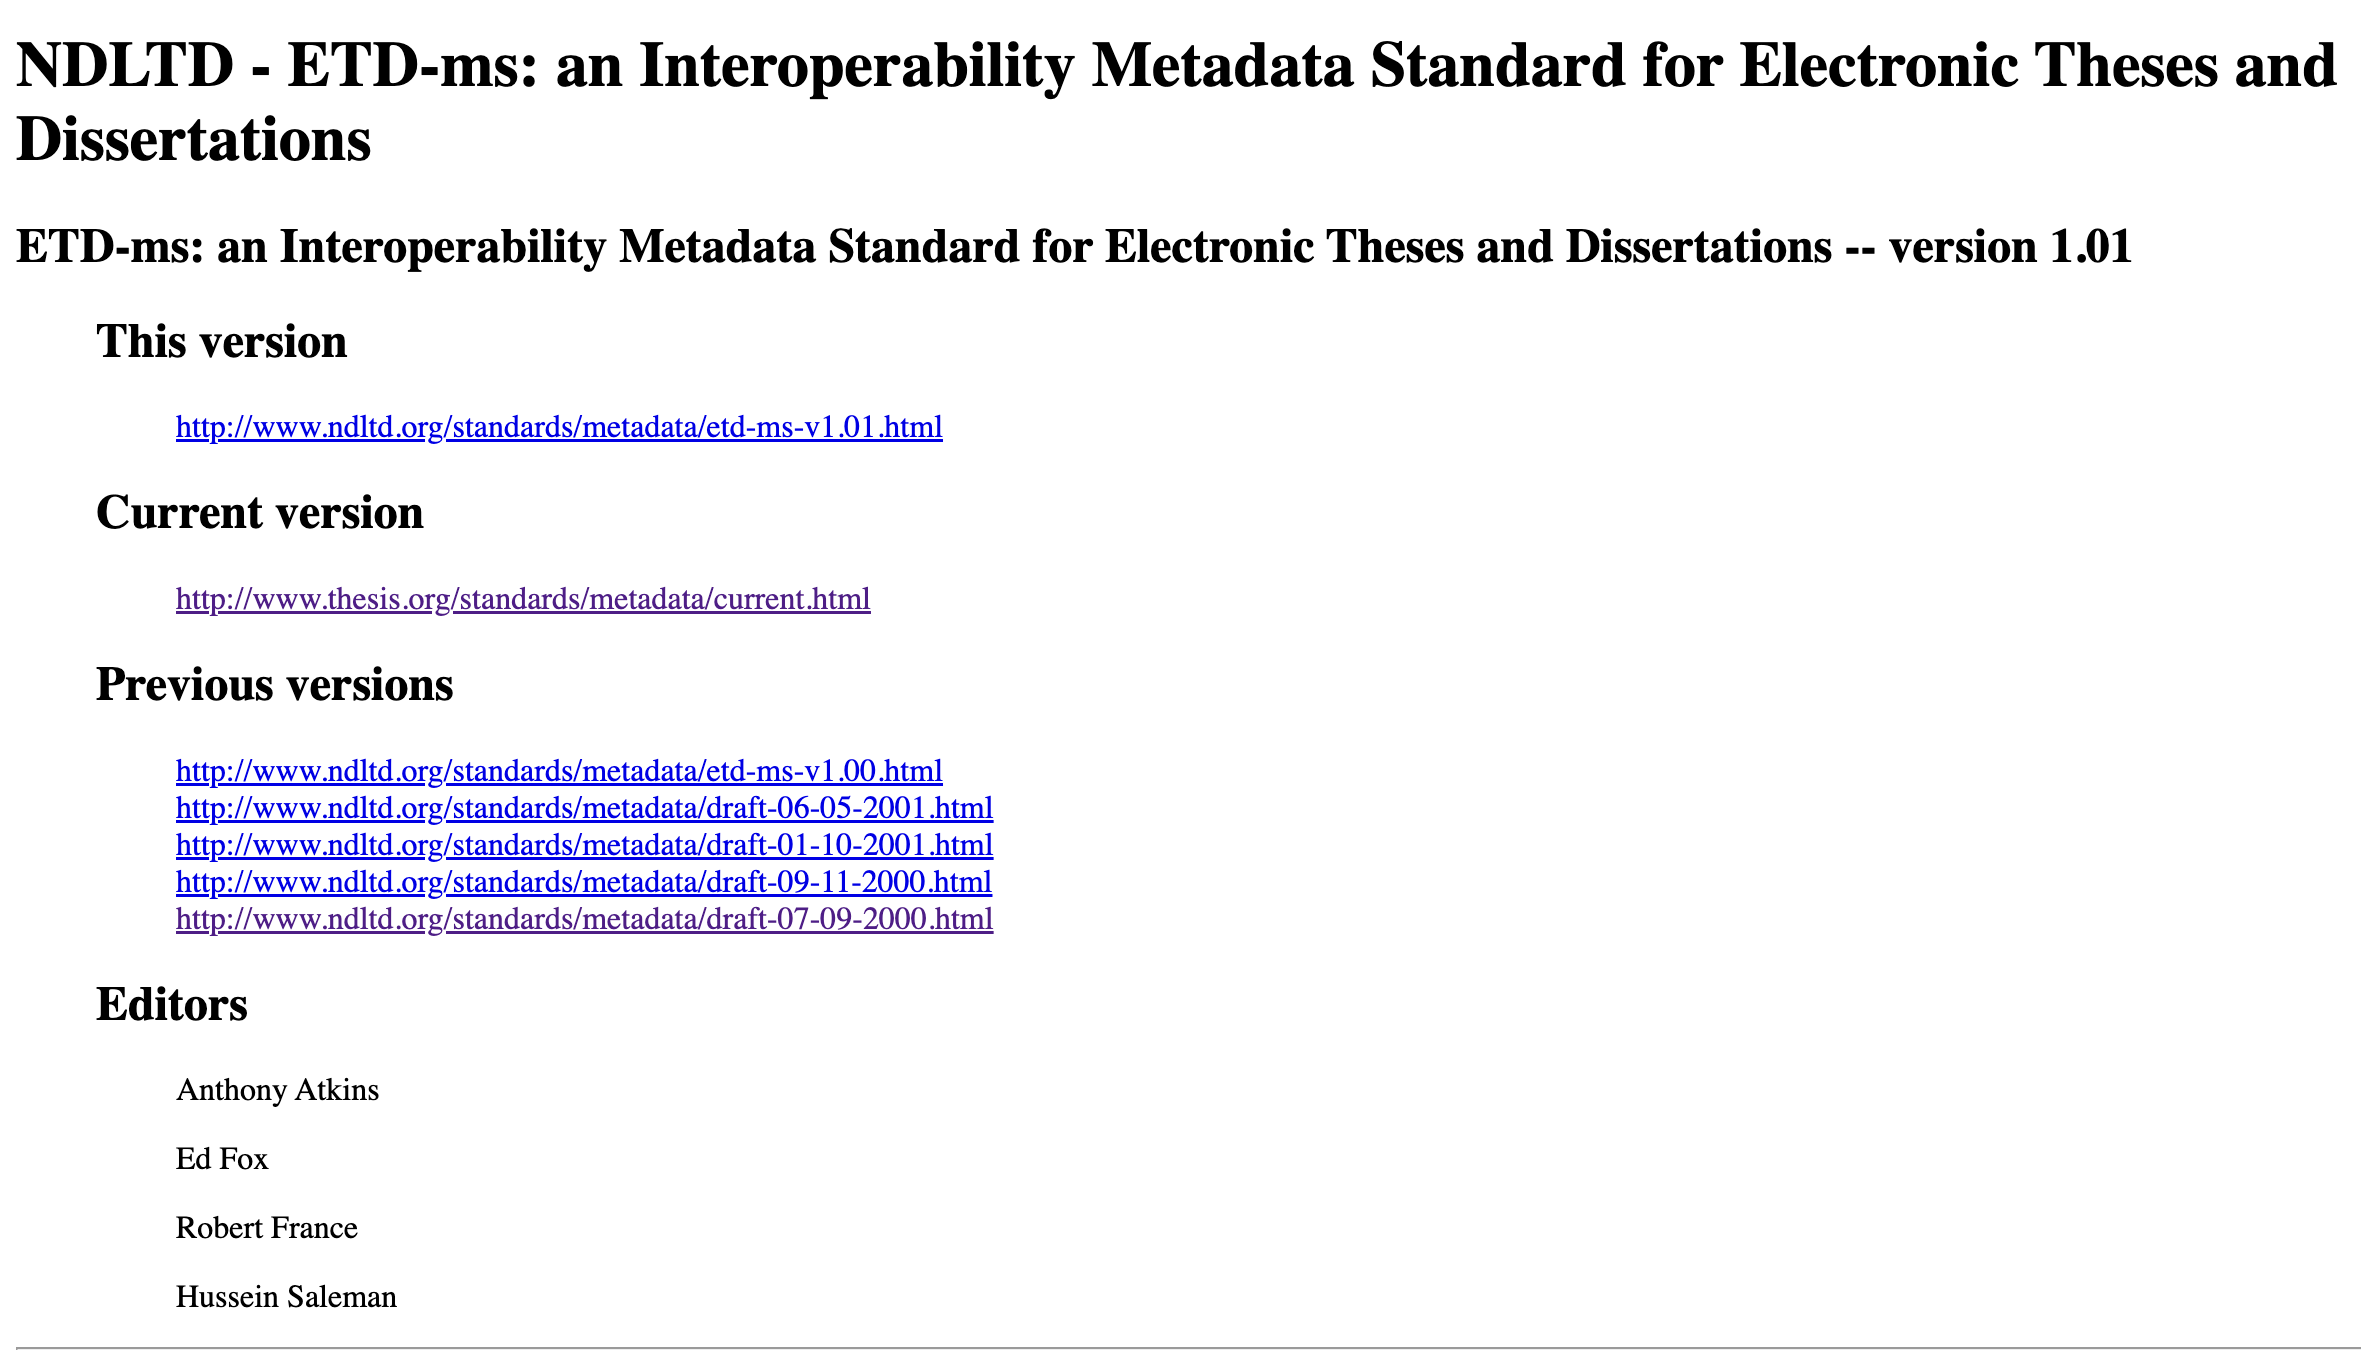 NDLTD - ETD-ms: an Interoperability Metadata Standard for Electronic Theses and
Dissertations
ETD-ms: an Interoperability Metadata Standard for Electronic Theses and Dissertations -- version 1.01
This version
http://www.ndltd.org/standards/metadata/etd-ms-v1.01.html
Current version
http://www.thesis.org/standards/metadata/current.html
Previous versions
http://www.ndltd.org/standards/metadata/etd-ms-v1.00.html
http://www.ndltd.org/standards/metadata/draft-06-05-2001.html
http://www.ndltd.org/standards/metadata/draft-01-10-2001.html
http://www.ndltd.org/standards/metadata/draft-09-11-2000.html
http://www.ndltd.org/standards/metadata/draft-07-09-2000.html
Editors
Anthony Atkins
Ed Fox
Robert France
Hussein Saleman